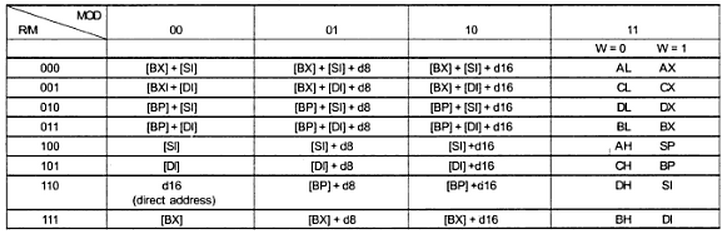 MOD
R/M 00 01 10 11
W = 0 W = 1
000 [BX] + [SI] [BX] + [SI] + d8 [BX] + [SI] + d16 AL AX
001 [BXI + [DI] [BX] + [DI] + d8 [BX] + [DI] + d16 CL CX
010 [BP] + [SI] [BP] + [SI] + d8 [BP] + [SI] + d16 DL DX
011 [BP] + [DI] [BP] + [DI] + d8 [BP] + [DI] + d16 BL BX
100 [SI] [SI] + d8 [SI] +d16 AH SP
101 [DI] [DI] + d8 [DI] +d16 CH BP
110 d16 [BP] + d8 [BP] +d16 DH SI
(direct address)
111 [BX] [BX] + d8 [BX] + d16 BH DI